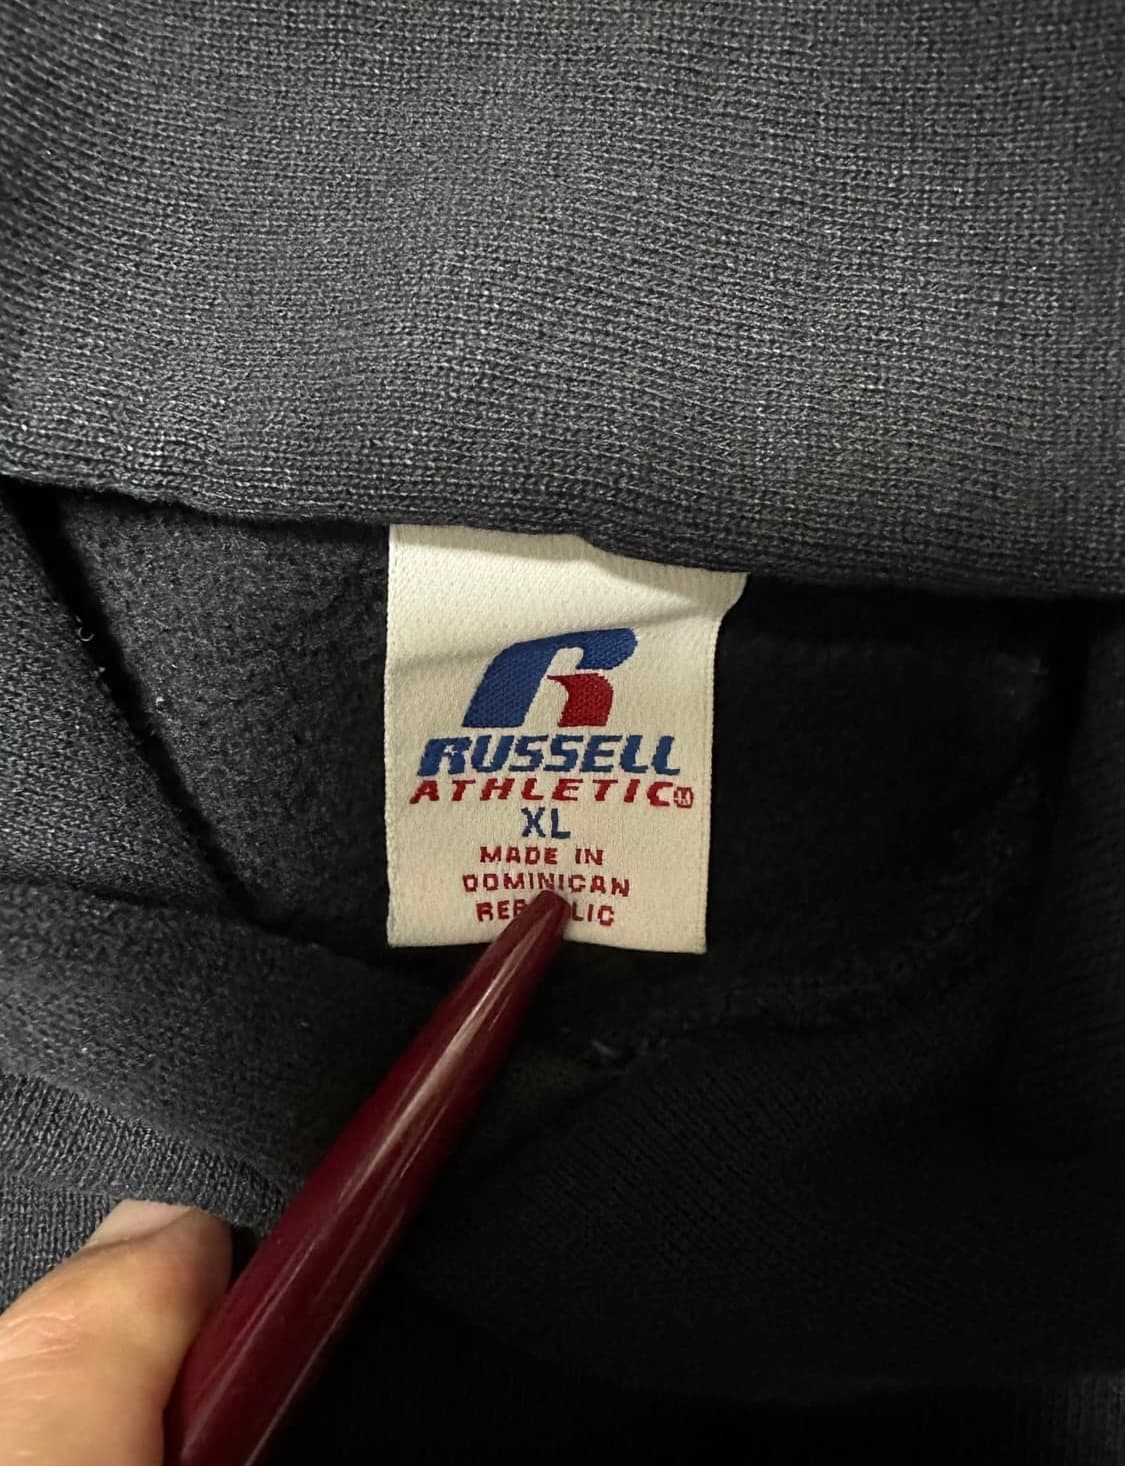 RUSSELL
ATHLETIC
XL
MADE IN
DOMINICAN